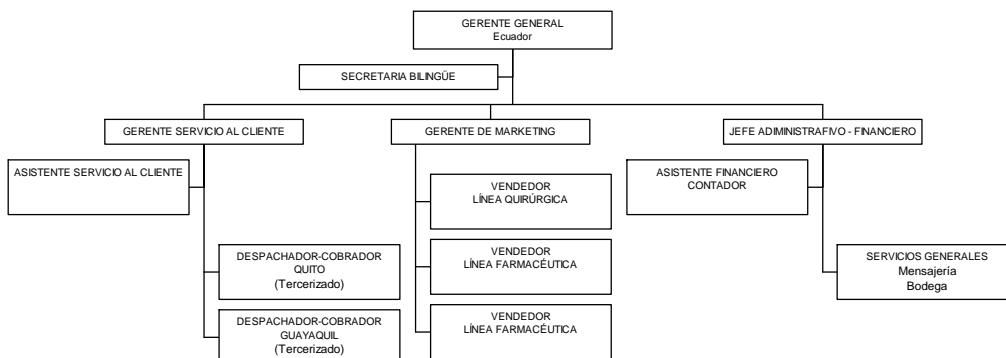 GERENTE GENERAL
Ecuador
SECRETARIA BILINGÜE
GERENTE SERVICIO AL CLIENTE
GERENTE DE MARKETING
JEFE ADIMINISTRAFIVO - FINANCIERO
ASISTENTE SERVICIO AL CLIENTE
ASISTENTE FINANCIERO
CONTADOR
VENDEDOR
LÍNEA QUIRÚRGICA
DESPACHADOR-COBRADOR
QUITO
(Tercerizado)
VENDEDOR
LÍNEA FARMACÉUTICA
SERVICIOS GENERALES
Mensajería
Bodega
DESPACHADOR-COBRADOR
GUAYAQUIL
(Tercerizado)
VENDEDOR
LÍNEA FARMACÉUTICA